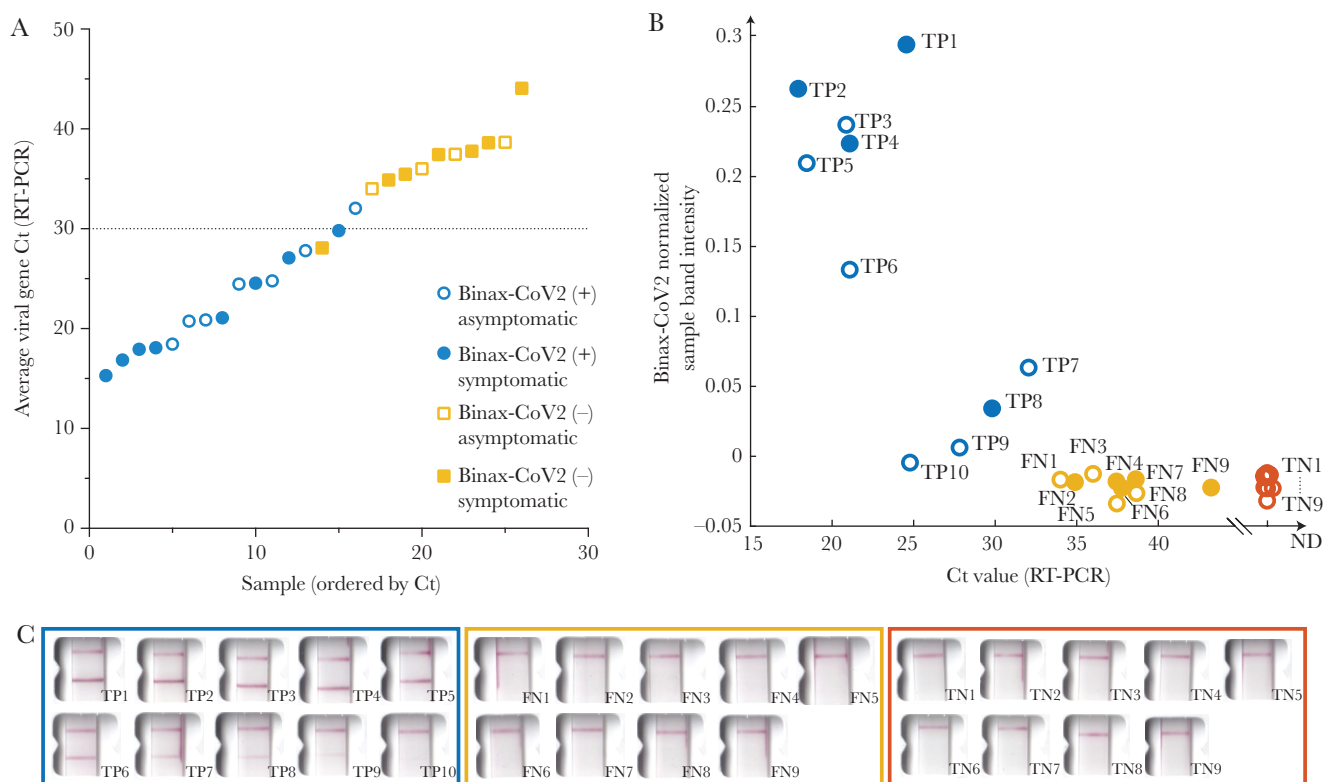 A
50
40
30
20
10
0
Average viral gene Ct (RT-PCR)
Binax-CoV2 (+)
asymptomatic
Binax-CoV2 (+)
symptomatic
Binax-CoV2 (–)
asymptomatic
Binax-CoV2 (–)
symptomatic
0 10 20 30
Sample (ordered by Ct)
B
0.3
0.25
0.2
0.15
0.1
0.05
0
−0.05
Binax-CoV2 normalized
sample band intensity
TP1
TP2
TP3
TP4
TP5
TP6
TP7
TP8
TP9
TP10
FN1
FN2
FN3
FN4
FN5
FN6
FN7
FN8
FN9
TN1
TN9
15 20 25 30 35 40 ND
Ct value (RT-PCR)
C
TP1 TP2 TP3 TP4 TP5
TP6 TP7 TP8 TP9 TP10
FN1 FN2 FN3 FN4 FN5
FN6 FN7 FN8 FN9
TN1 TN2 TN3 TN4 TN5
TN6 TN7 TN8 TN9